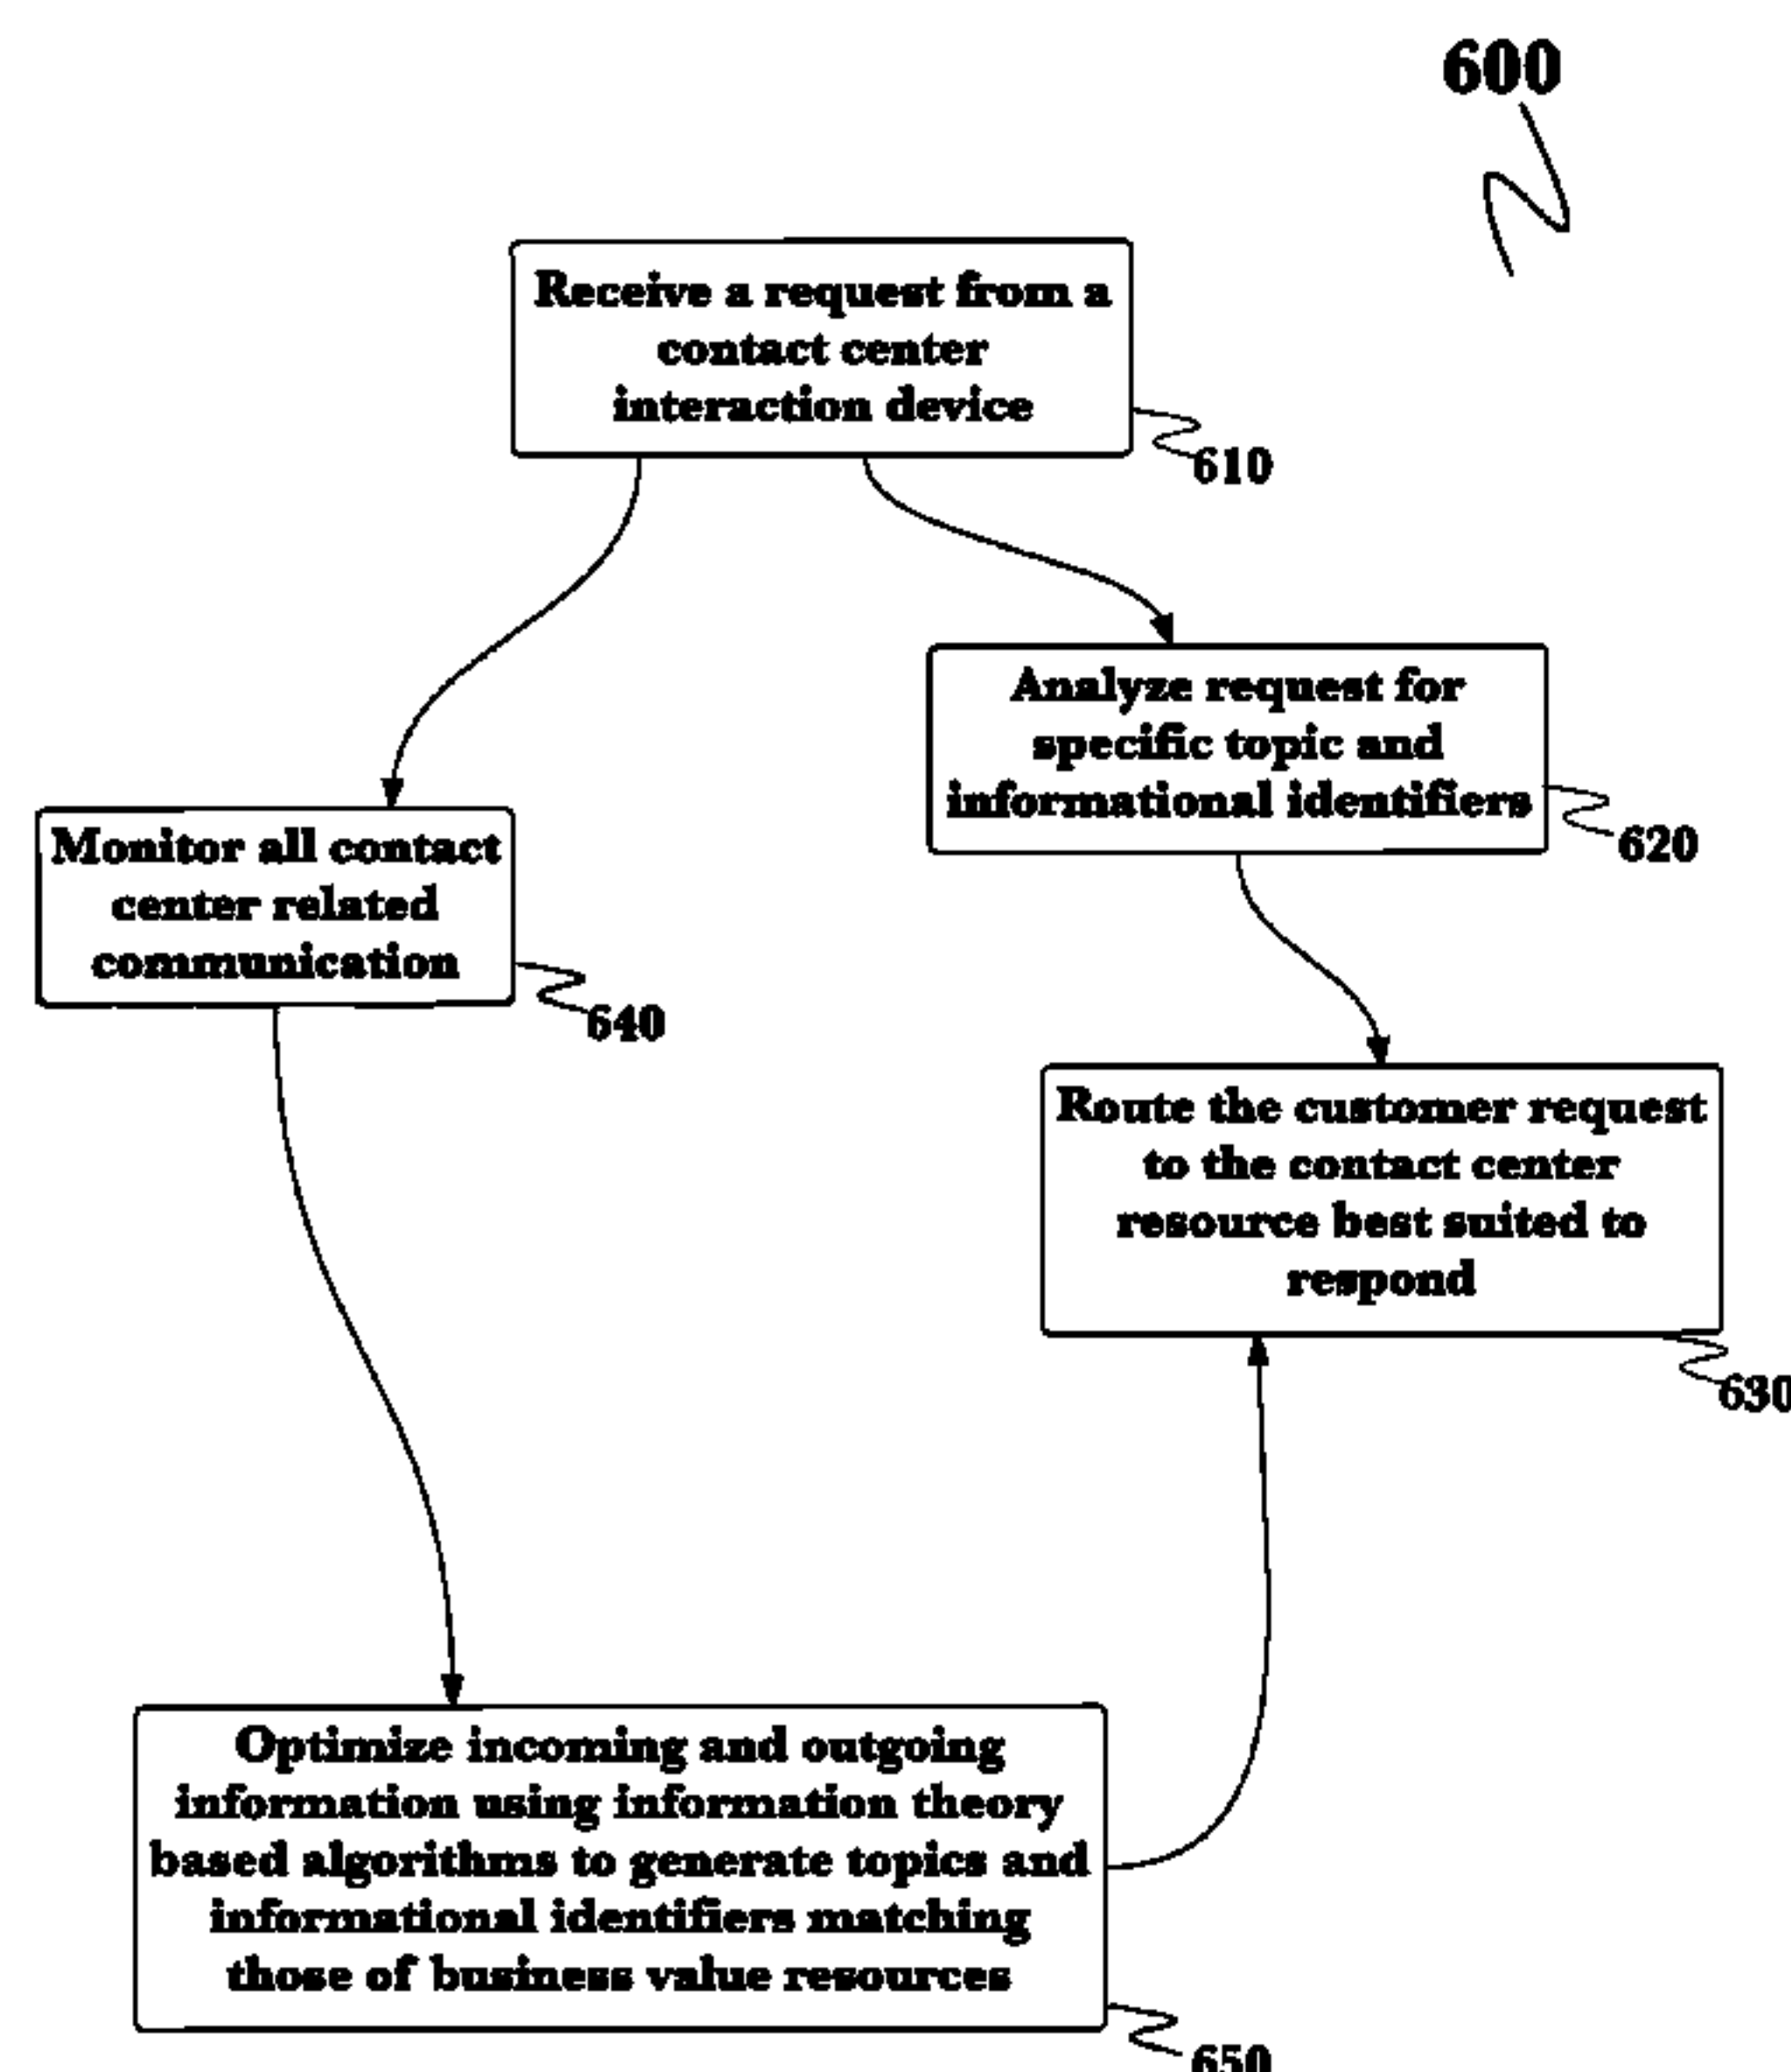 600
Receive a request from a
contact center
interaction device
610
Analyze request for
specific topic and
informational identifiers
620
Monitor all contact
center related
communication
640
Route the customer request
to the contact center
resource best suited to
respond
630
Optimize incoming and outgoing
information using information theory
based algorithms to generate topics and
informational identifiers matching
those of business value resources
650